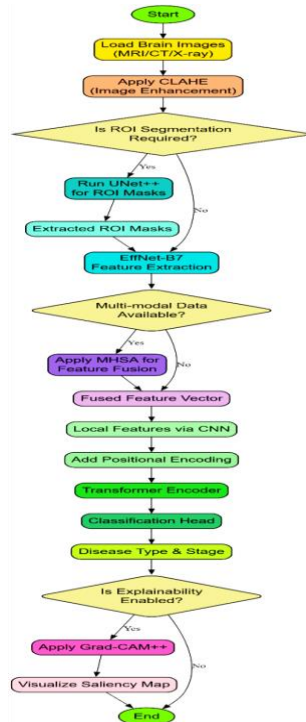 Start
Load Brain Images
(MRI/CT/X-ray)
Apply CLAHE
(Image Enhancement)
Is ROI Segmentation
Required?
Yes
Run UNet++
for ROI Masks
No
Extracted ROI Masks
EffNet-B7
Feature Extraction
Multi-modal Data
Available?
Yes
Apply MHSA for
Feature Fusion
No
Fused Feature Vector
Local Features via CNN
Add Positional Encoding
Transformer Encoder
Classification Head
Disease Type & Stage
Is Explainability
Enabled?
Yes
Apply Grad-CAM++
No
Visualize Saliency Map
End